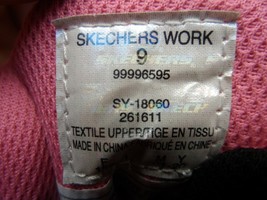 SKECHERS WORK
9
99996595
SY-18060
261611
TEXTILE UPPER/TIGE EN TISSU
MADE IN CHINA/FABRIQUÉ EN CHINE